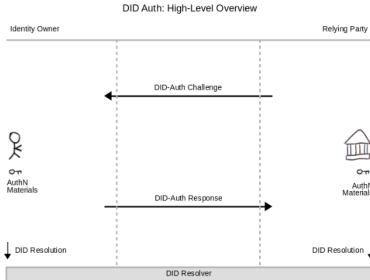 DID Auth: High-Level Overview
Identity Owner
Relying Party
DID-Auth Challenge
AuthN
Materials
AuthN
Materials
DID-Auth Response
DID Resolution
DID Resolution
DID Resolver